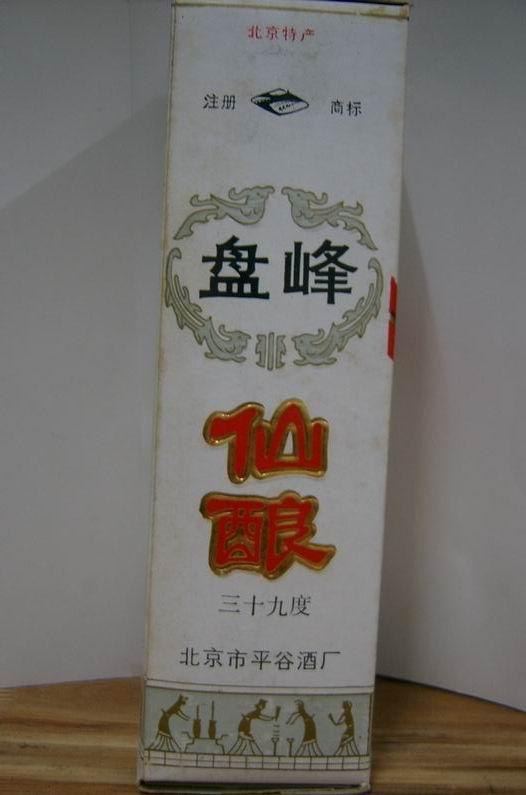 北京特产
注册 商标
盘峰
仙
酿
三十九度
北京市平谷酒厂